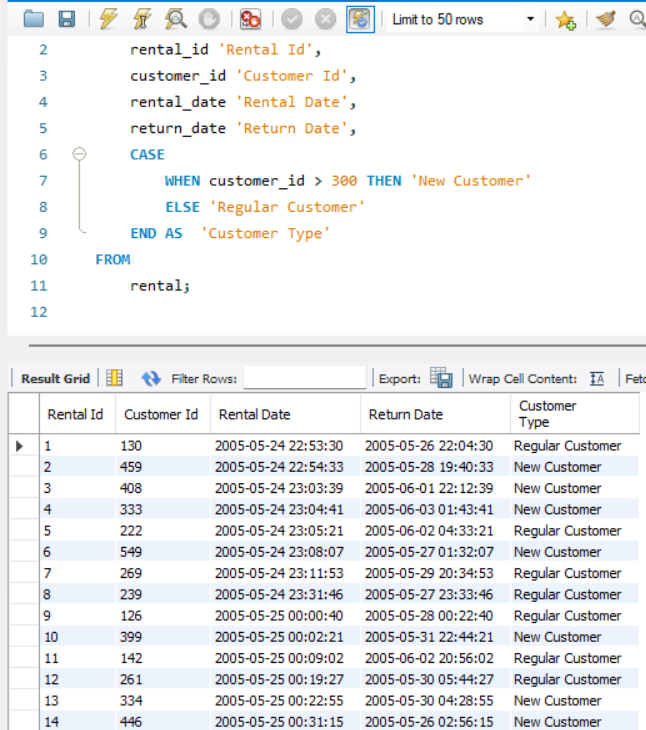 Limit to 50 rows
2 rental_id 'Rental Id',
3 customer_id 'Customer Id',
4 rental_date 'Rental Date',
5 return_date 'Return Date',
6 CASE
7 WHEN customer_id > 300 THEN 'New Customer'
8 ELSE 'Regular Customer'
9 END AS 'Customer Type'
10 FROM
11 rental;
12
Result Grid Filter Rows: Export: Wrap Cell Content: IA Fetc
Rental Id Customer Id Rental Date Return Date Customer Type
1 130 2005-05-24 22:53:30 2005-05-26 22:04:30 Regular Customer
2 459 2005-05-24 22:54:33 2005-05-28 19:40:33 New Customer
3 408 2005-05-24 23:03:39 2005-06-01 22:12:39 New Customer
4 333 2005-05-24 23:04:41 2005-06-03 01:43:41 New Customer
5 222 2005-05-24 23:05:21 2005-06-02 04:33:21 Regular Customer
6 549 2005-05-24 23:08:07 2005-05-27 01:32:07 New Customer
7 269 2005-05-24 23:11:53 2005-05-29 20:34:53 Regular Customer
8 239 2005-05-24 23:31:46 2005-05-27 23:33:46 Regular Customer
9 126 2005-05-25 00:00:40 2005-05-28 00:22:40 Regular Customer
10 399 2005-05-25 00:02:21 2005-05-31 22:44:21 New Customer
11 142 2005-05-25 00:09:02 2005-06-02 20:56:02 Regular Customer
12 261 2005-05-25 00:19:27 2005-05-30 05:44:27 Regular Customer
13 334 2005-05-25 00:22:55 2005-05-30 04:28:55 New Customer
14 446 2005-05-25 00:31:15 2005-05-26 02:56:15 New Customer